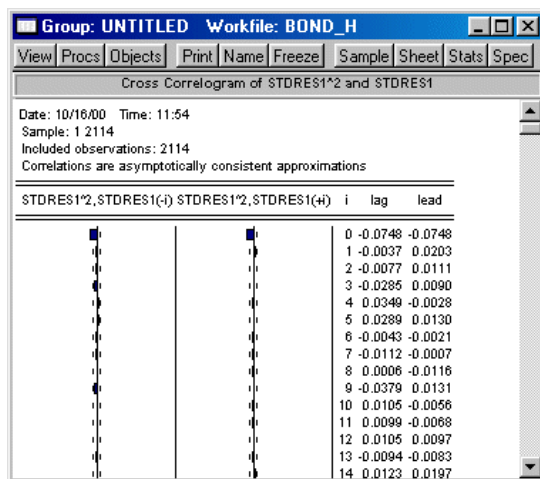 Group: UNTITLED Workfile: BOND_H
View Procs Objects Print Name Freeze Sample Sheet Stats Spec
Cross Correlogram of STDRES1^2 and STDRES1
Date: 10/16/00 Time: 11:54
Sample: 1 2114
Included observations: 2114
Correlations are asymptotically consistent approximations
STDRES1^2,STDRES1(-i) STDRES1^2,STDRES1(+i) i lag lead
0 -0.0748 -0.0748
1 -0.0037 0.0203
2 -0.0077 0.0111
3 -0.0285 0.0090
4 0.0349 -0.0028
5 0.0289 0.0130
6 -0.0043 -0.0021
7 -0.0112 -0.0007
8 0.0006 -0.0116
9 -0.0379 0.0131
10 0.0105 -0.0056
11 0.0099 -0.0068
12 0.0105 0.0097
13 -0.0094 -0.0083
14 0.0123 0.0197